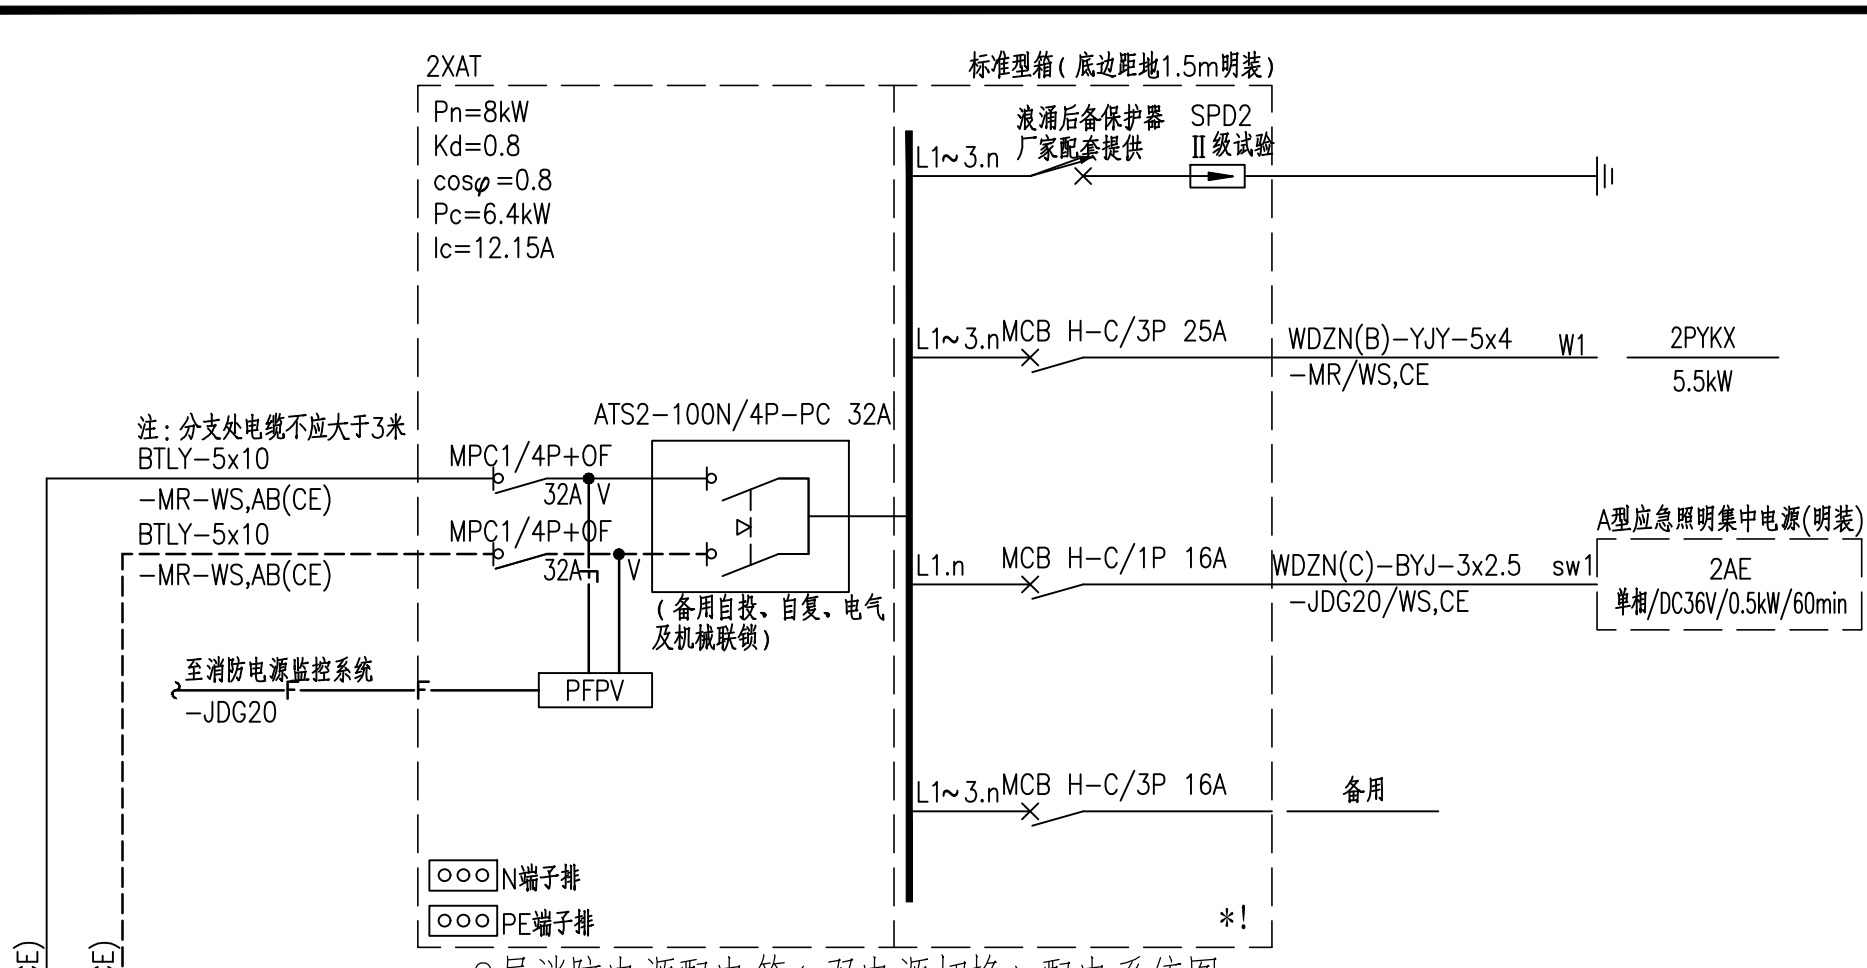 2XAT
标准型箱(底边距地1.5m明装)
Pn=8kW
Kd=0.8
cosφ=0.8
Pc=6.4kW
Ic=12.15A
浪涌后备保护器
厂家配套提供
SPD2
Ⅱ级试验
L1~3.n
L1~3.n
MCB H-C/3P 25A
WDZN(B)-YJY-5x4
W1
-MR/WS,CE
2PYKX
5.5kW
ATS2-100N/4P-PC 32A
注:分支处电缆不应大于3米
BTLY-5x10
-MR-WS,AB(CE)
MPC1/4P+OF
32A
V
BTLY-5x10
-MR-WS,AB(CE)
MPC1/4P+OF
32A
V
(备用自投、自复、电气
及机械联锁)
L1.n
MCB H-C/1P 16A
WDZN(C)-BYJ-3x2.5
sw1
-JDG20/WS,CE
A型应急照明集中电源(明装)
2AE
单相/DC36V/0.5kW/60min
至消防电源监控系统
F
F
-JDG20
PFPV
L1~3.n
MCB H-C/3P 16A
备用
N端子排
PE端子排
*!
CE)
CE)